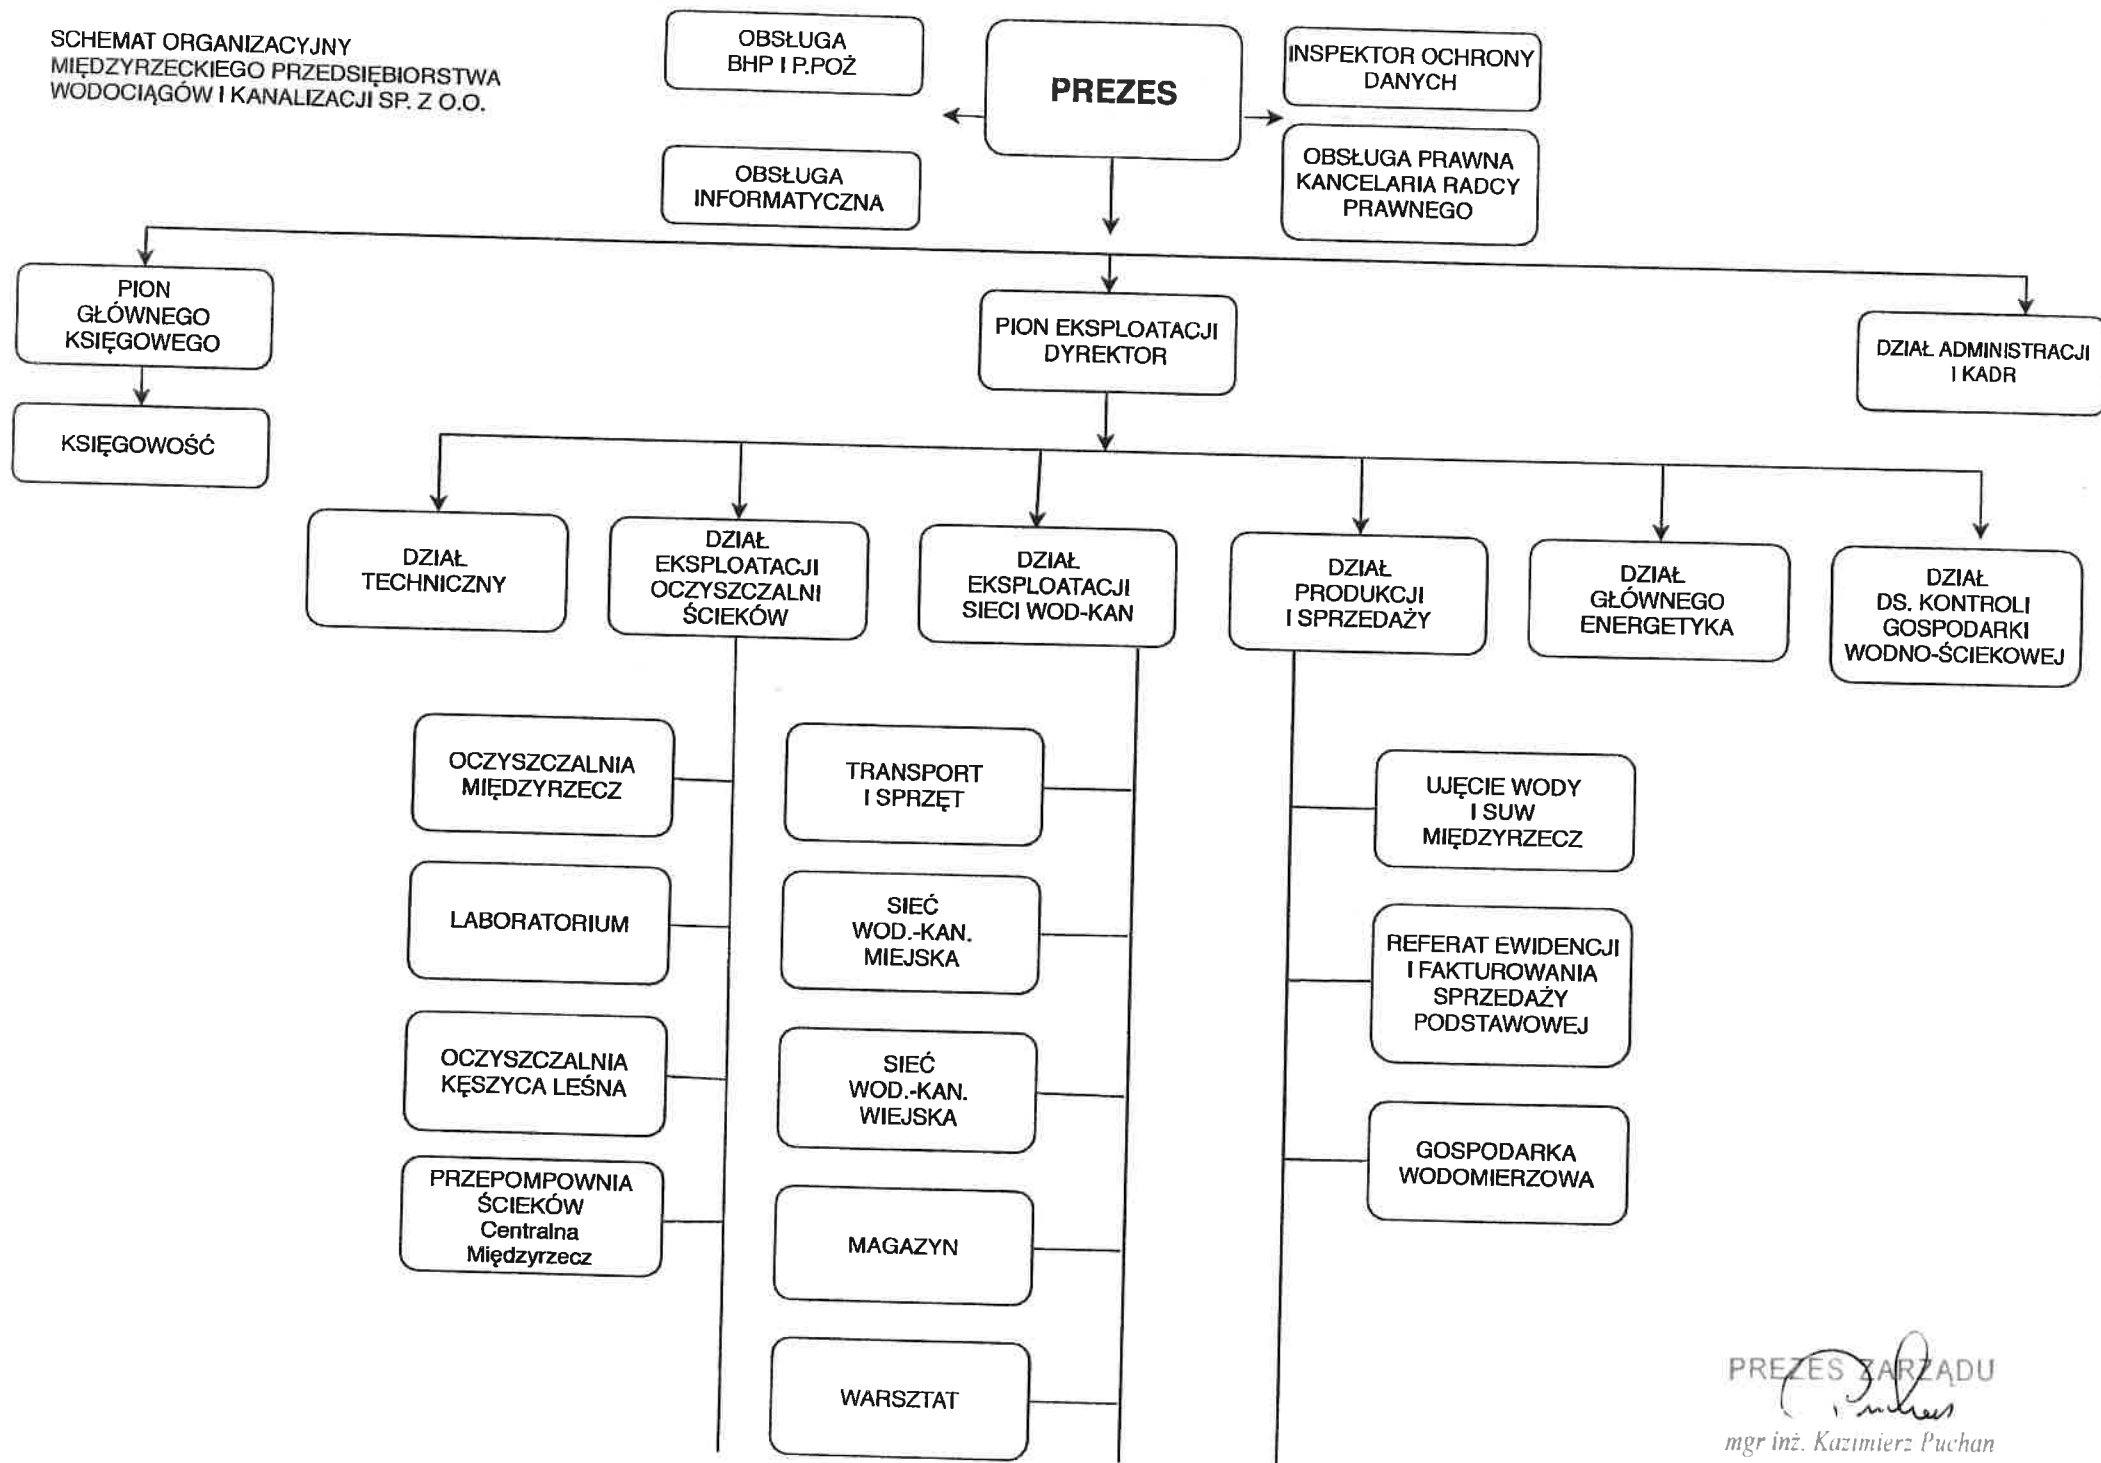 SCHEMAT ORGANIZACYJNY
MIĘDZYRZECKIEGO PRZEDSIĘBIORSTWA
WODOCIĄGÓW I KANALIZACJI SP. Z O.O.
OBSŁUGA
BHP I P.POŻ
PREZES
INSPEKTOR OCHRONY
DANYCH
OBSŁUGA
INFORMATYCZNA
OBSŁUGA PRAWNA
KANCELARIA RADCY
PRAWNEGO
PION
GŁÓWNEGO
KSIĘGOWEGO
PION EKSPLOATACJI
DYREKTOR
DZIAŁ ADMINISTRACJI
I KADR
KSIĘGOWOŚĆ
DZIAŁ
TECHNICZNY
DZIAŁ
EKSPLOATACJI
OCZYSZCZALNI
ŚCIEKÓW
DZIAŁ
EKSPLOATACJI
SIECI WOD-KAN
DZIAŁ
PRODUKCJI
I SPRZEDAŻY
DZIAŁ
GŁÓWNEGO
ENERGETYKA
DZIAŁ
DS. KONTROLI
GOSPODARKI
WODNO-ŚCIEKOWEJ
OCZYSZCZALNIA
MIĘDZYRZECZ
LABORATORIUM
OCZYSZCZALNIA
KĘSZYCA LEŚNA
PRZEPOMPOWNIA
ŚCIEKÓW
Centralna
Międzyrzecz
TRANSPORT
I SPRZĘT
SIEĆ
WOD.-KAN.
MIEJSKA
SIEĆ
WOD.-KAN.
WIEJSKA
MAGAZYN
WARSZTAT
UJĘCIE WODY
I SUW
MIĘDZYRZECZ
REFERAT EWIDENCJI
I FAKTUROWANIA
SPRZEDAŻY
PODSTAWOWEJ
GOSPODARKA
WODOMIERZOWA
PREZES ZARZĄDU
mgr inż. Kazimierz Puchan